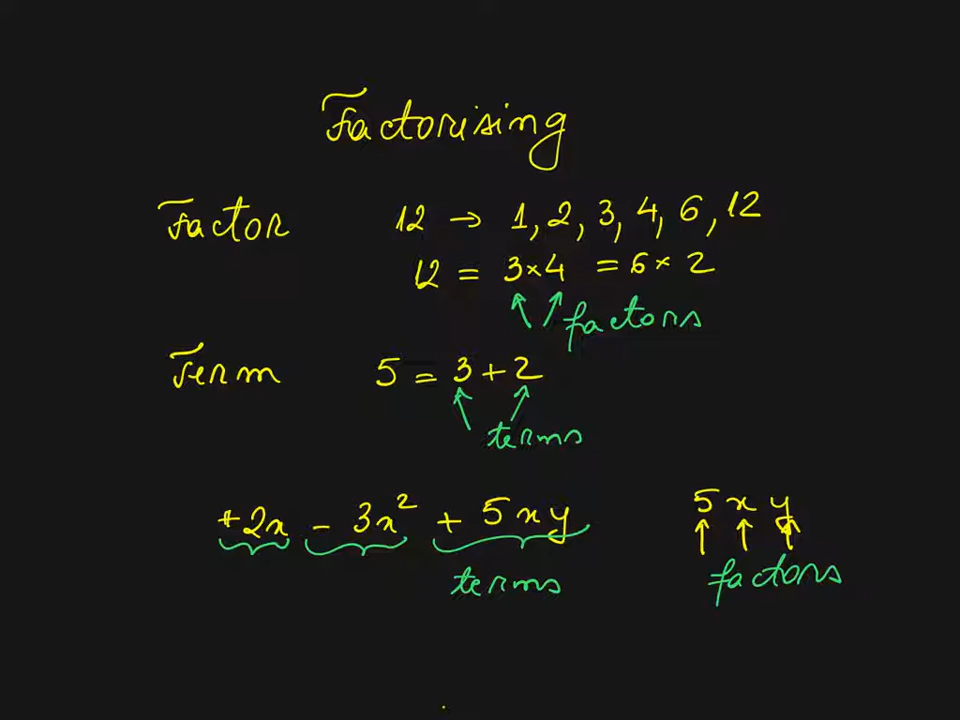 Factorising
Factor 12 → 1, 2, 3, 4, 6, 12
12 = 3×4 = 6×2
factors
Term 5 = 3+2
terms
+2x - 3x² + 5xy 5xy
terms factors